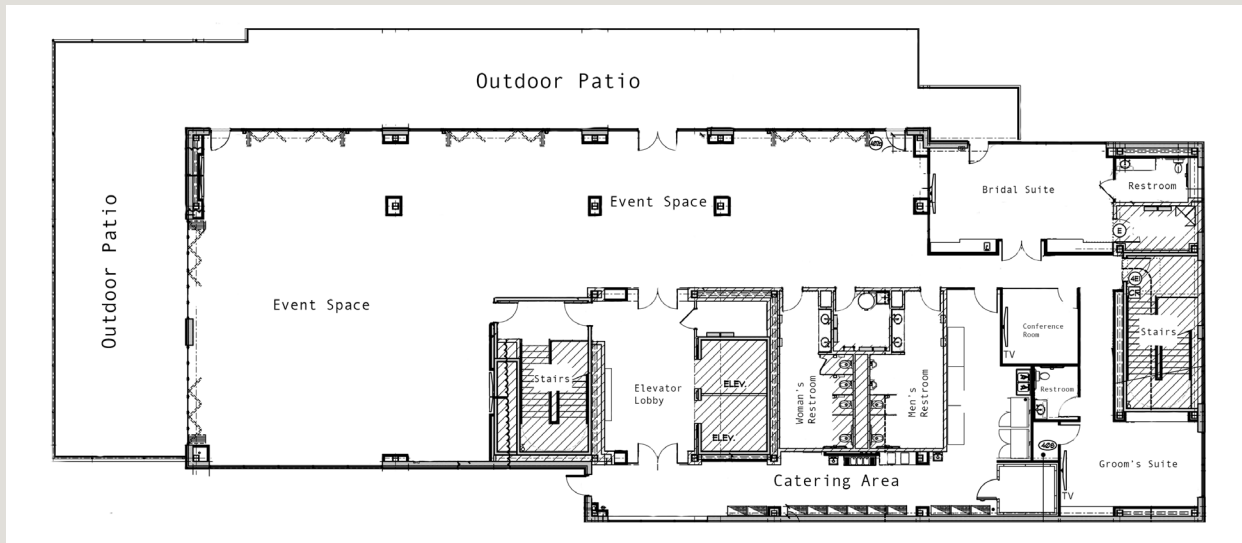 Outdoor Patio
Outdoor Patio
Event Space
Bridal Suite
Restroom
E
Event Space
Stairs
Elevator
Lobby
ELEV.
ELEV.
Woman's
Restroom
Men's
Restroom
Conference
Room
TV
Stairs
Restroom
Groom's Suite
TV
Catering Area